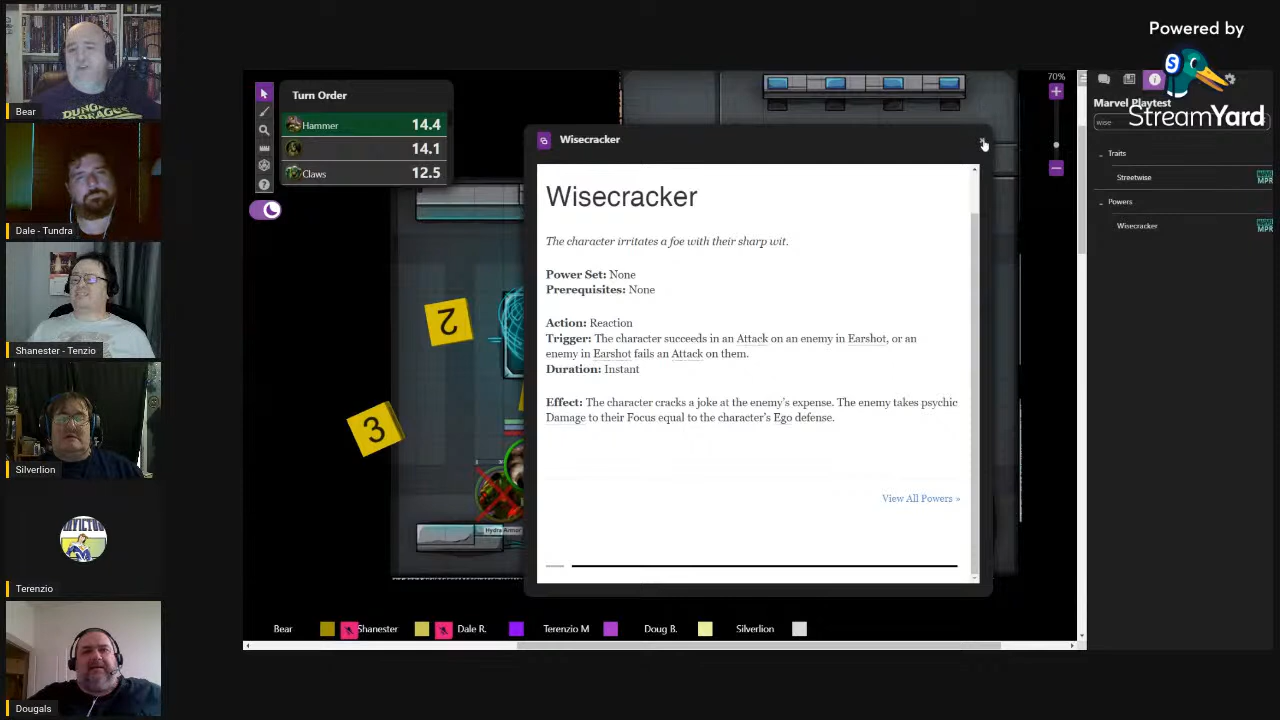 Powered by
StreamYard
Bear
Dale - Tundra
Shanester - Tenzio
Silverlion
Terenzio
Dougals
Turn Order
Hammer 14.4
14.1
Claws 12.5
2
3
Hydra Armor
Wisecracker
Wisecracker
The character irritates a foe with their sharp wit.
Power Set: None
Prerequisites: None
Action: Reaction
Trigger: The character succeeds in an Attack on an enemy in Earshot, or an
enemy in Earshot fails an Attack on them.
Duration: Instant
Effect: The character cracks a joke at the enemy's expense. The enemy takes psychic
Damage to their Focus equal to the character's Ego defense.
View All Powers »
70%
Marvel Playtest
wise
Traits
Streetwise
MPR
Powers
Wisecracker
MPR
Bear
Shanester
Dale R.
Terenzio M
Doug B.
Silverlion